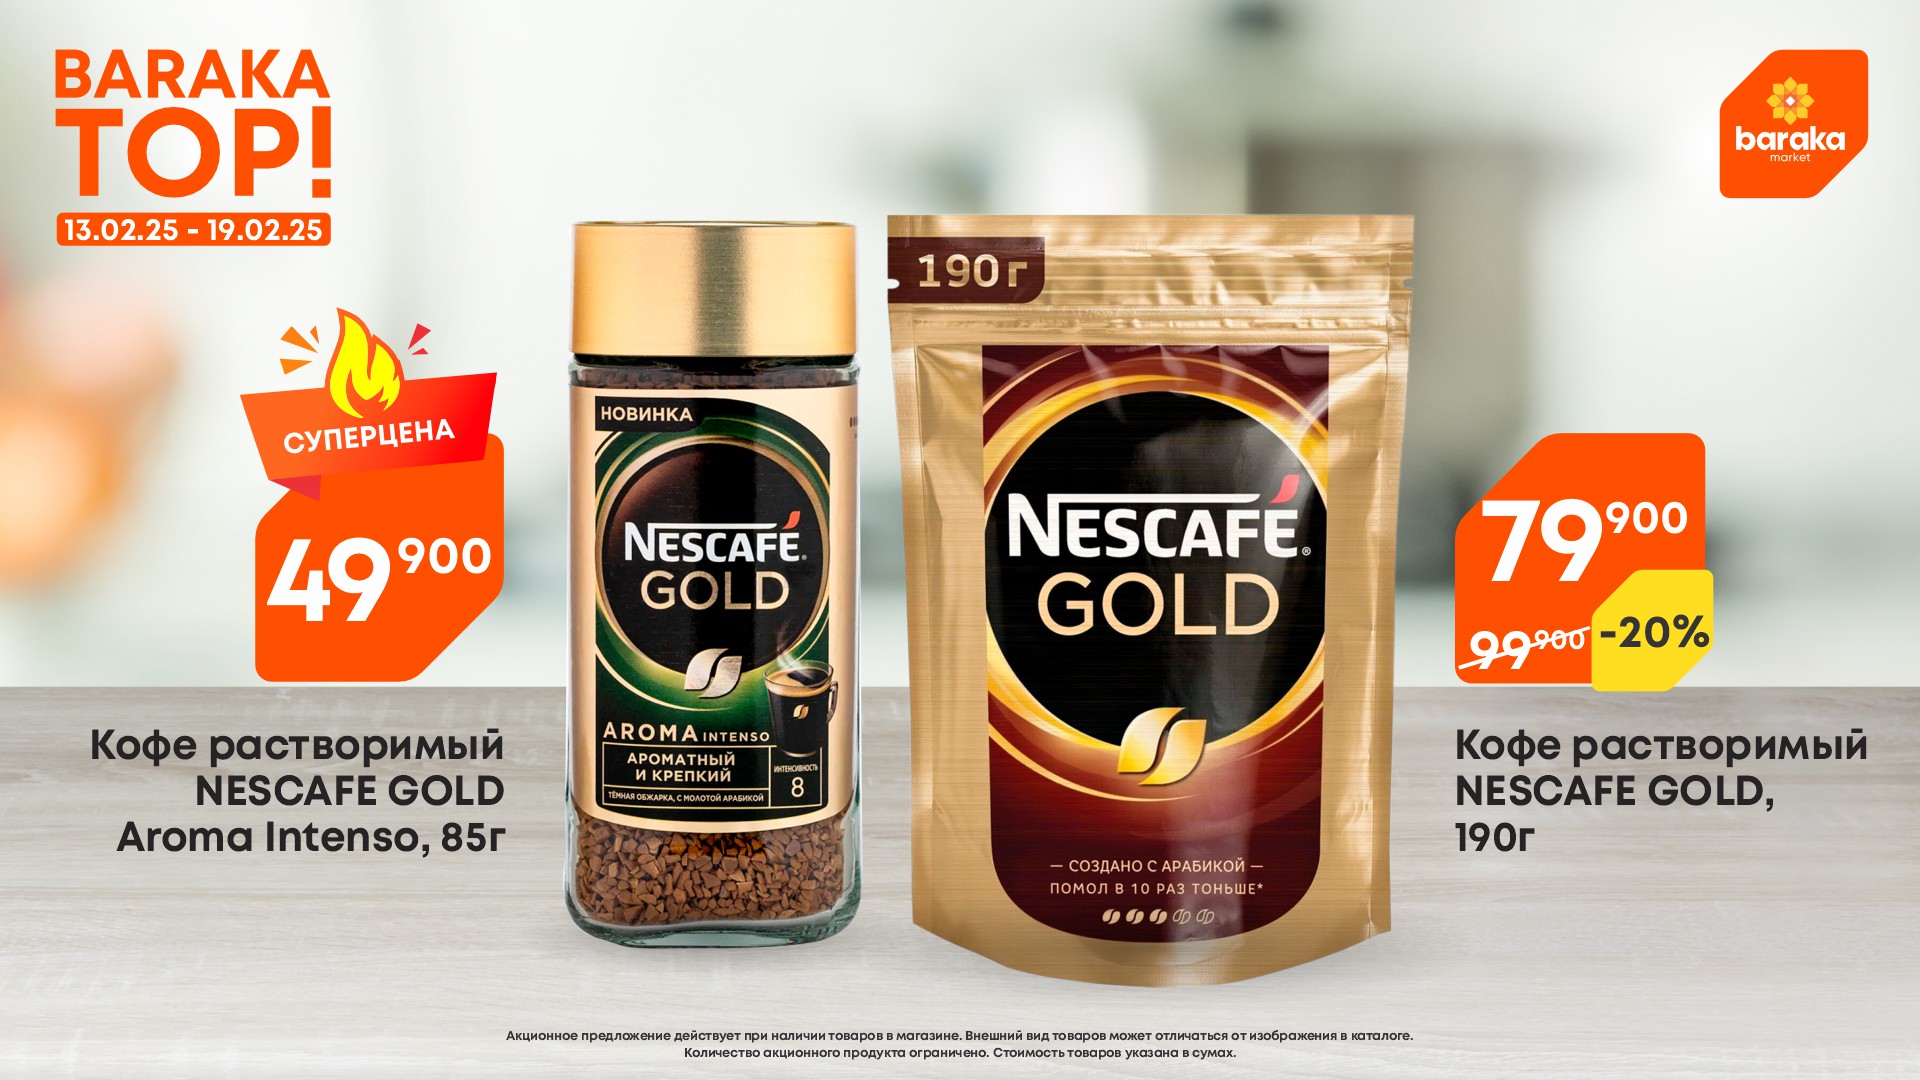 BARAKA
TOP!
13.02.25 - 19.02.25
baraka
market
СУПЕРЦЕНА
49 900
Кофе растворимый
NESCAFE GOLD
Aroma Intenso, 85г
НОВИНКА
NESCAFÉ®
GOLD
AROMA INTENSO
АРОМАТНЫЙ
И КРЕПКИЙ
ИНТЕНСИВНОСТЬ
8
ТЁМНАЯ ОБЖАРКА, С МОЛОТОЙ АРАБИКОЙ
190г
NESCAFÉ®
GOLD
— СОЗДАНО С АРАБИКОЙ —
ПОМОЛ В 10 РАЗ ТОНЬШЕ*
79 900
99 900
-20%
Кофе растворимый
NESCAFE GOLD,
190г
Акционное предложение действует при наличии товаров в магазине. Внешний вид товаров может отличаться от изображения в каталоге.
Количество акционного продукта ограничено. Стоимость товаров указана в сумах.